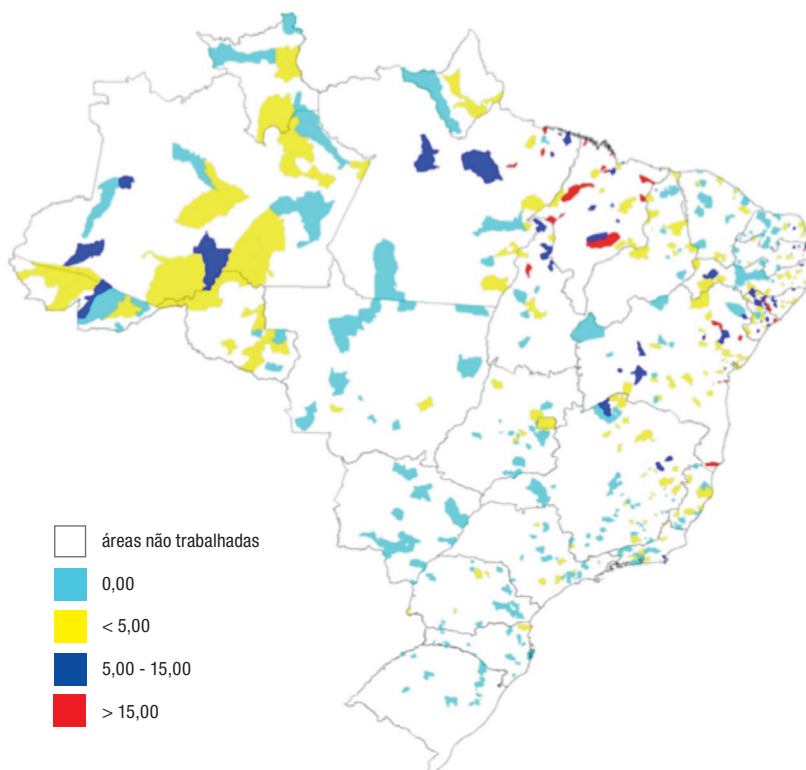 áreas não trabalhadas
0,00
< 5,00
5,00 - 15,00
> 15,00